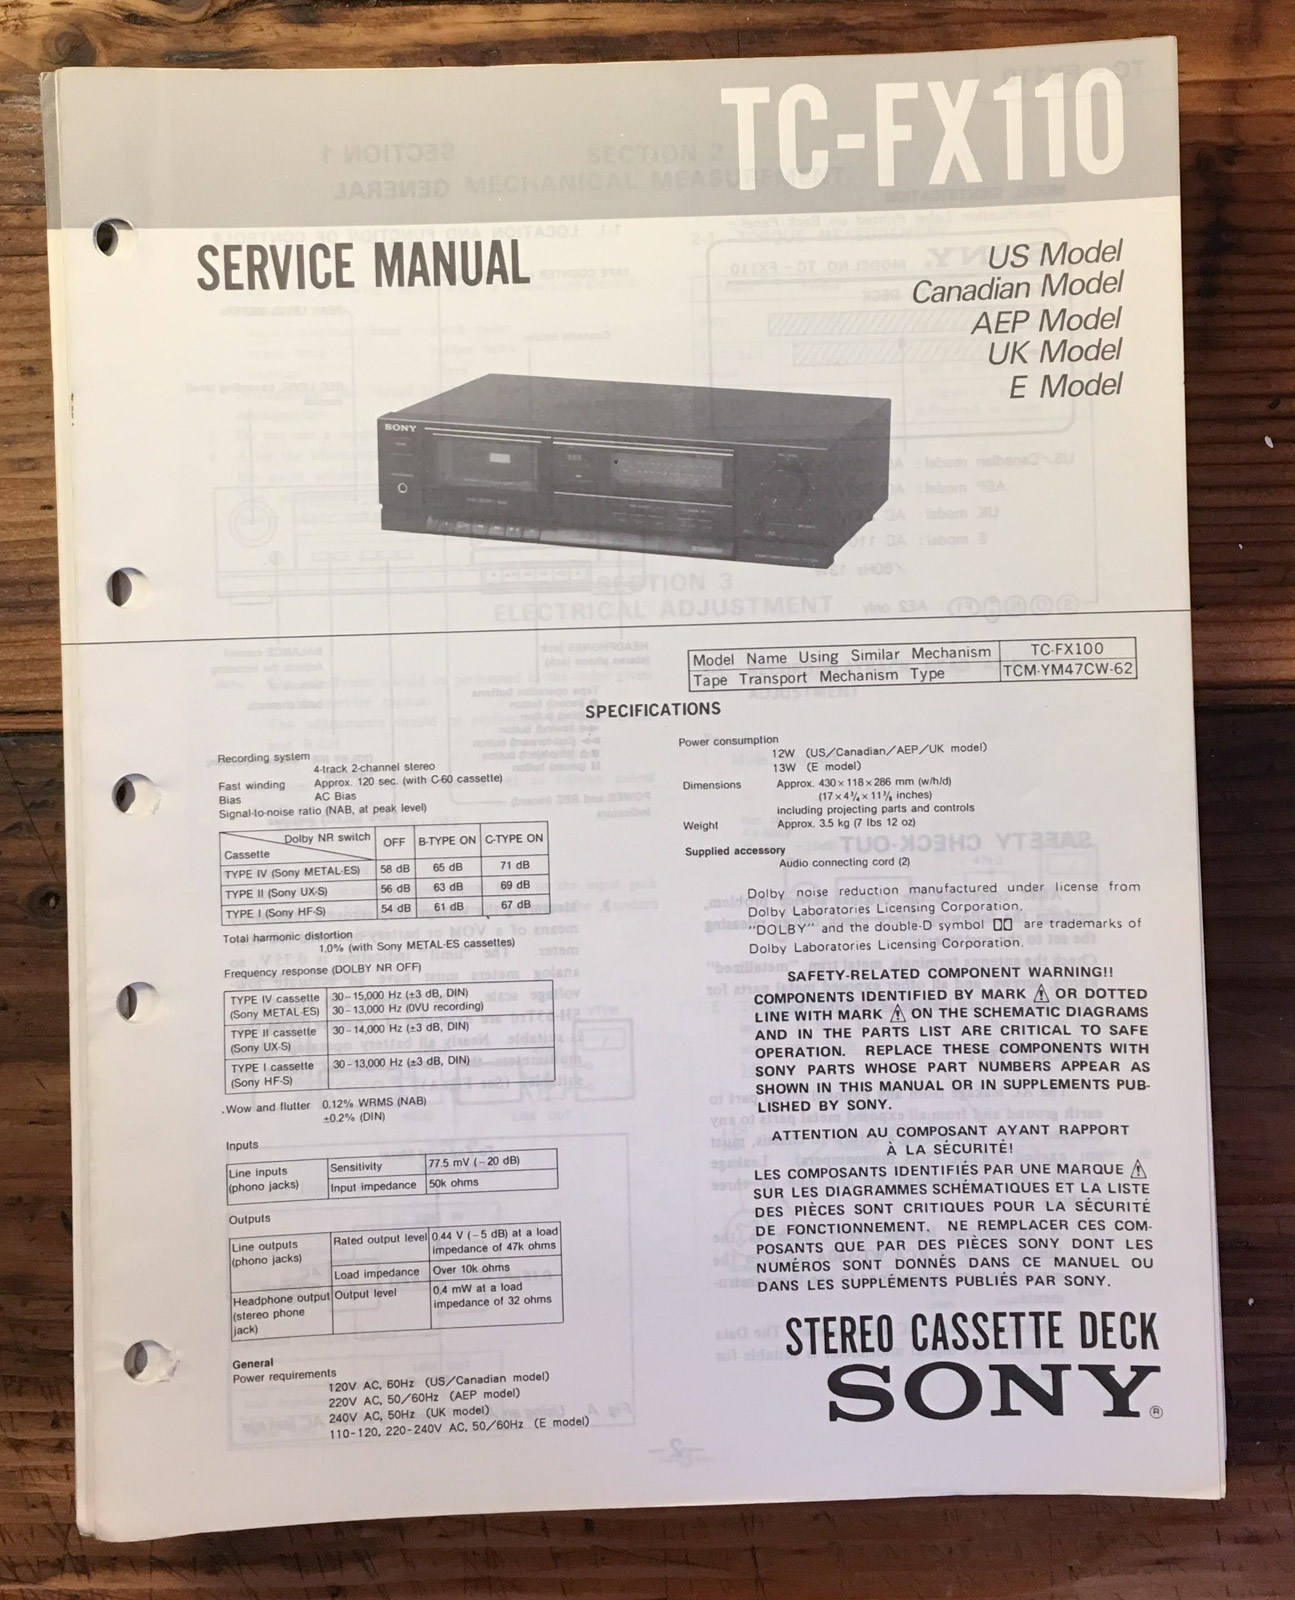 TC-FX110
SERVICE MANUAL
US Model
Canadian Model
AEP Model
UK Model
E Model
SONY
Model Name Using Similar Mechanism TC-FX100
Tape Transport Mechanism Type TCM-YM47CW-62
SPECIFICATIONS
Recording system
4-track 2-channel stereo
Fast winding Approx. 120 sec. (with C-60 cassette)
Bias AC Bias
Signal-to-noise ratio (NAB, at peak level)
Dolby NR switch OFF B-TYPE ON C-TYPE ON
Cassette
TYPE IV (Sony METAL-ES) 58 dB 65 dB 71 dB
TYPE II (Sony UX-S) 56 dB 63 dB 69 dB
TYPE I (Sony HF-S) 54 dB 61 dB 67 dB
Total harmonic distortion
1.0% (with Sony METAL-ES cassettes)
Frequency response (DOLBY NR OFF)
TYPE IV cassette 30–15,000 Hz (±3 dB, DIN)
(Sony METAL-ES) 30–13,000 Hz (0VU recording)
TYPE II cassette 30–14,000 Hz (±3 dB, DIN)
(Sony UX-S)
TYPE I cassette 30–13,000 Hz (±3 dB, DIN)
(Sony HF-S)
Wow and flutter 0.12% WRMS (NAB)
±0.2% (DIN)
Inputs
Line inputs Sensitivity 77.5 mV (–20 dB)
(phono jacks) Input impedance 50k ohms
Outputs
Line outputs Rated output level 0.44 V (–5 dB) at a load
(phono jacks) impedance of 47k ohms
Load impedance Over 10k ohms
Headphone output Output level 0.4 mW at a load
(stereo phone impedance of 32 ohms
jack)
General
Power requirements
120V AC, 60Hz (US/Canadian model)
220V AC, 50/60Hz (AEP model)
240V AC, 50Hz (UK model)
110-120, 220-240V AC, 50/60Hz (E model)
Power consumption
12W (US/Canadian/AEP/UK model)
13W (E model)
Dimensions Approx. 430×118×286 mm (w/h/d)
(17×4¾×11⅜ inches)
including projecting parts and controls
Weight Approx. 3.5 kg (7 lbs 12 oz)
Supplied accessory
Audio connecting cord (2)
Dolby noise reduction manufactured under license from
Dolby Laboratories Licensing Corporation.
"DOLBY" and the double-D symbol are trademarks of
Dolby Laboratories Licensing Corporation.
SAFETY-RELATED COMPONENT WARNING!!
COMPONENTS IDENTIFIED BY MARK ⚠ OR DOTTED
LINE WITH MARK ⚠ ON THE SCHEMATIC DIAGRAMS
AND IN THE PARTS LIST ARE CRITICAL TO SAFE
OPERATION. REPLACE THESE COMPONENTS WITH
SONY PARTS WHOSE PART NUMBERS APPEAR AS
SHOWN IN THIS MANUAL OR IN SUPPLEMENTS PUB-
LISHED BY SONY.
ATTENTION AU COMPOSANT AYANT RAPPORT
À LA SÉCURITÉ!
LES COMPOSANTS IDENTIFIÉS PAR UNE MARQUE ⚠
SUR LES DIAGRAMMES SCHÉMATIQUES ET LA LISTE
DES PIÈCES SONT CRITIQUES POUR LA SÉCURITÉ
DE FONCTIONNEMENT. NE REMPLACER CES COM-
POSANTS QUE PAR DES PIÈCES SONY DONT LES
NUMÉROS SONT DONNÉS DANS CE MANUEL OU
DANS LES SUPPLÉMENTS PUBLIÉS PAR SONY.
STEREO CASSETTE DECK
SONY®